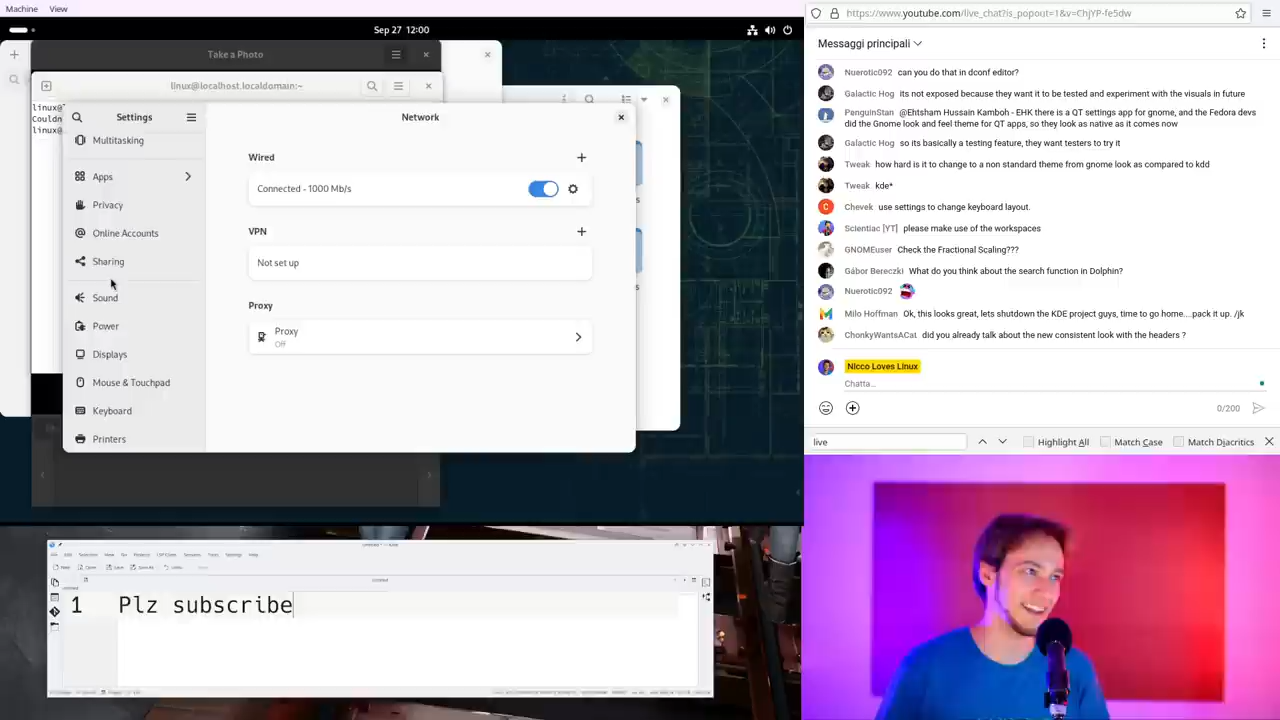 Machine
View
Sep 27 12:00
Take a Photo
linux@localhost.localdomain:~
linux@
Couldn
linux@
Settings
Multitasking
Apps
Privacy
Online Accounts
Sharing
Sound
Power
Displays
Mouse & Touchpad
Keyboard
Printers
Network
Wired
Connected - 1000 Mb/s
VPN
Not set up
Proxy
Proxy
Off
1 Plz subscribe
https://www.youtube.com/live_chat?is_popout=1&v=ChjYP-fe5dw
Messaggi principali
Nuerotic092 can you do that in dconf editor?
Galactic Hog its not exposed because they want it to be tested and experiment with the visuals in future
PenguinStan @Ehtsham Hussain Kamboh - EHK there is a QT settings app for gnome, and the Fedora devs
did the Gnome look and feel theme for QT apps, so they look as native as it comes now
Galactic Hog so its basically a testing feature, they want testers to try it
Tweak how hard is it to change to a non standard theme from gnome look as compared to kdd
Tweak kde*
Chevek use settings to change keyboard layout.
Scientiac [YT] please make use of the workspaces
GNOMEuser Check the Fractional Scaling???
Gábor Bereczki What do you think about the search function in Dolphin?
Nuerotic092
Milo Hoffman Ok, this looks great, lets shutdown the KDE project guys, time to go home....pack it up. /jk
ChonkyWantsACat did you already talk about the new consistent look with the headers ?
Nicco Loves Linux
Chatta...
0/200
live
Highlight All
Match Case
Match Diacritics